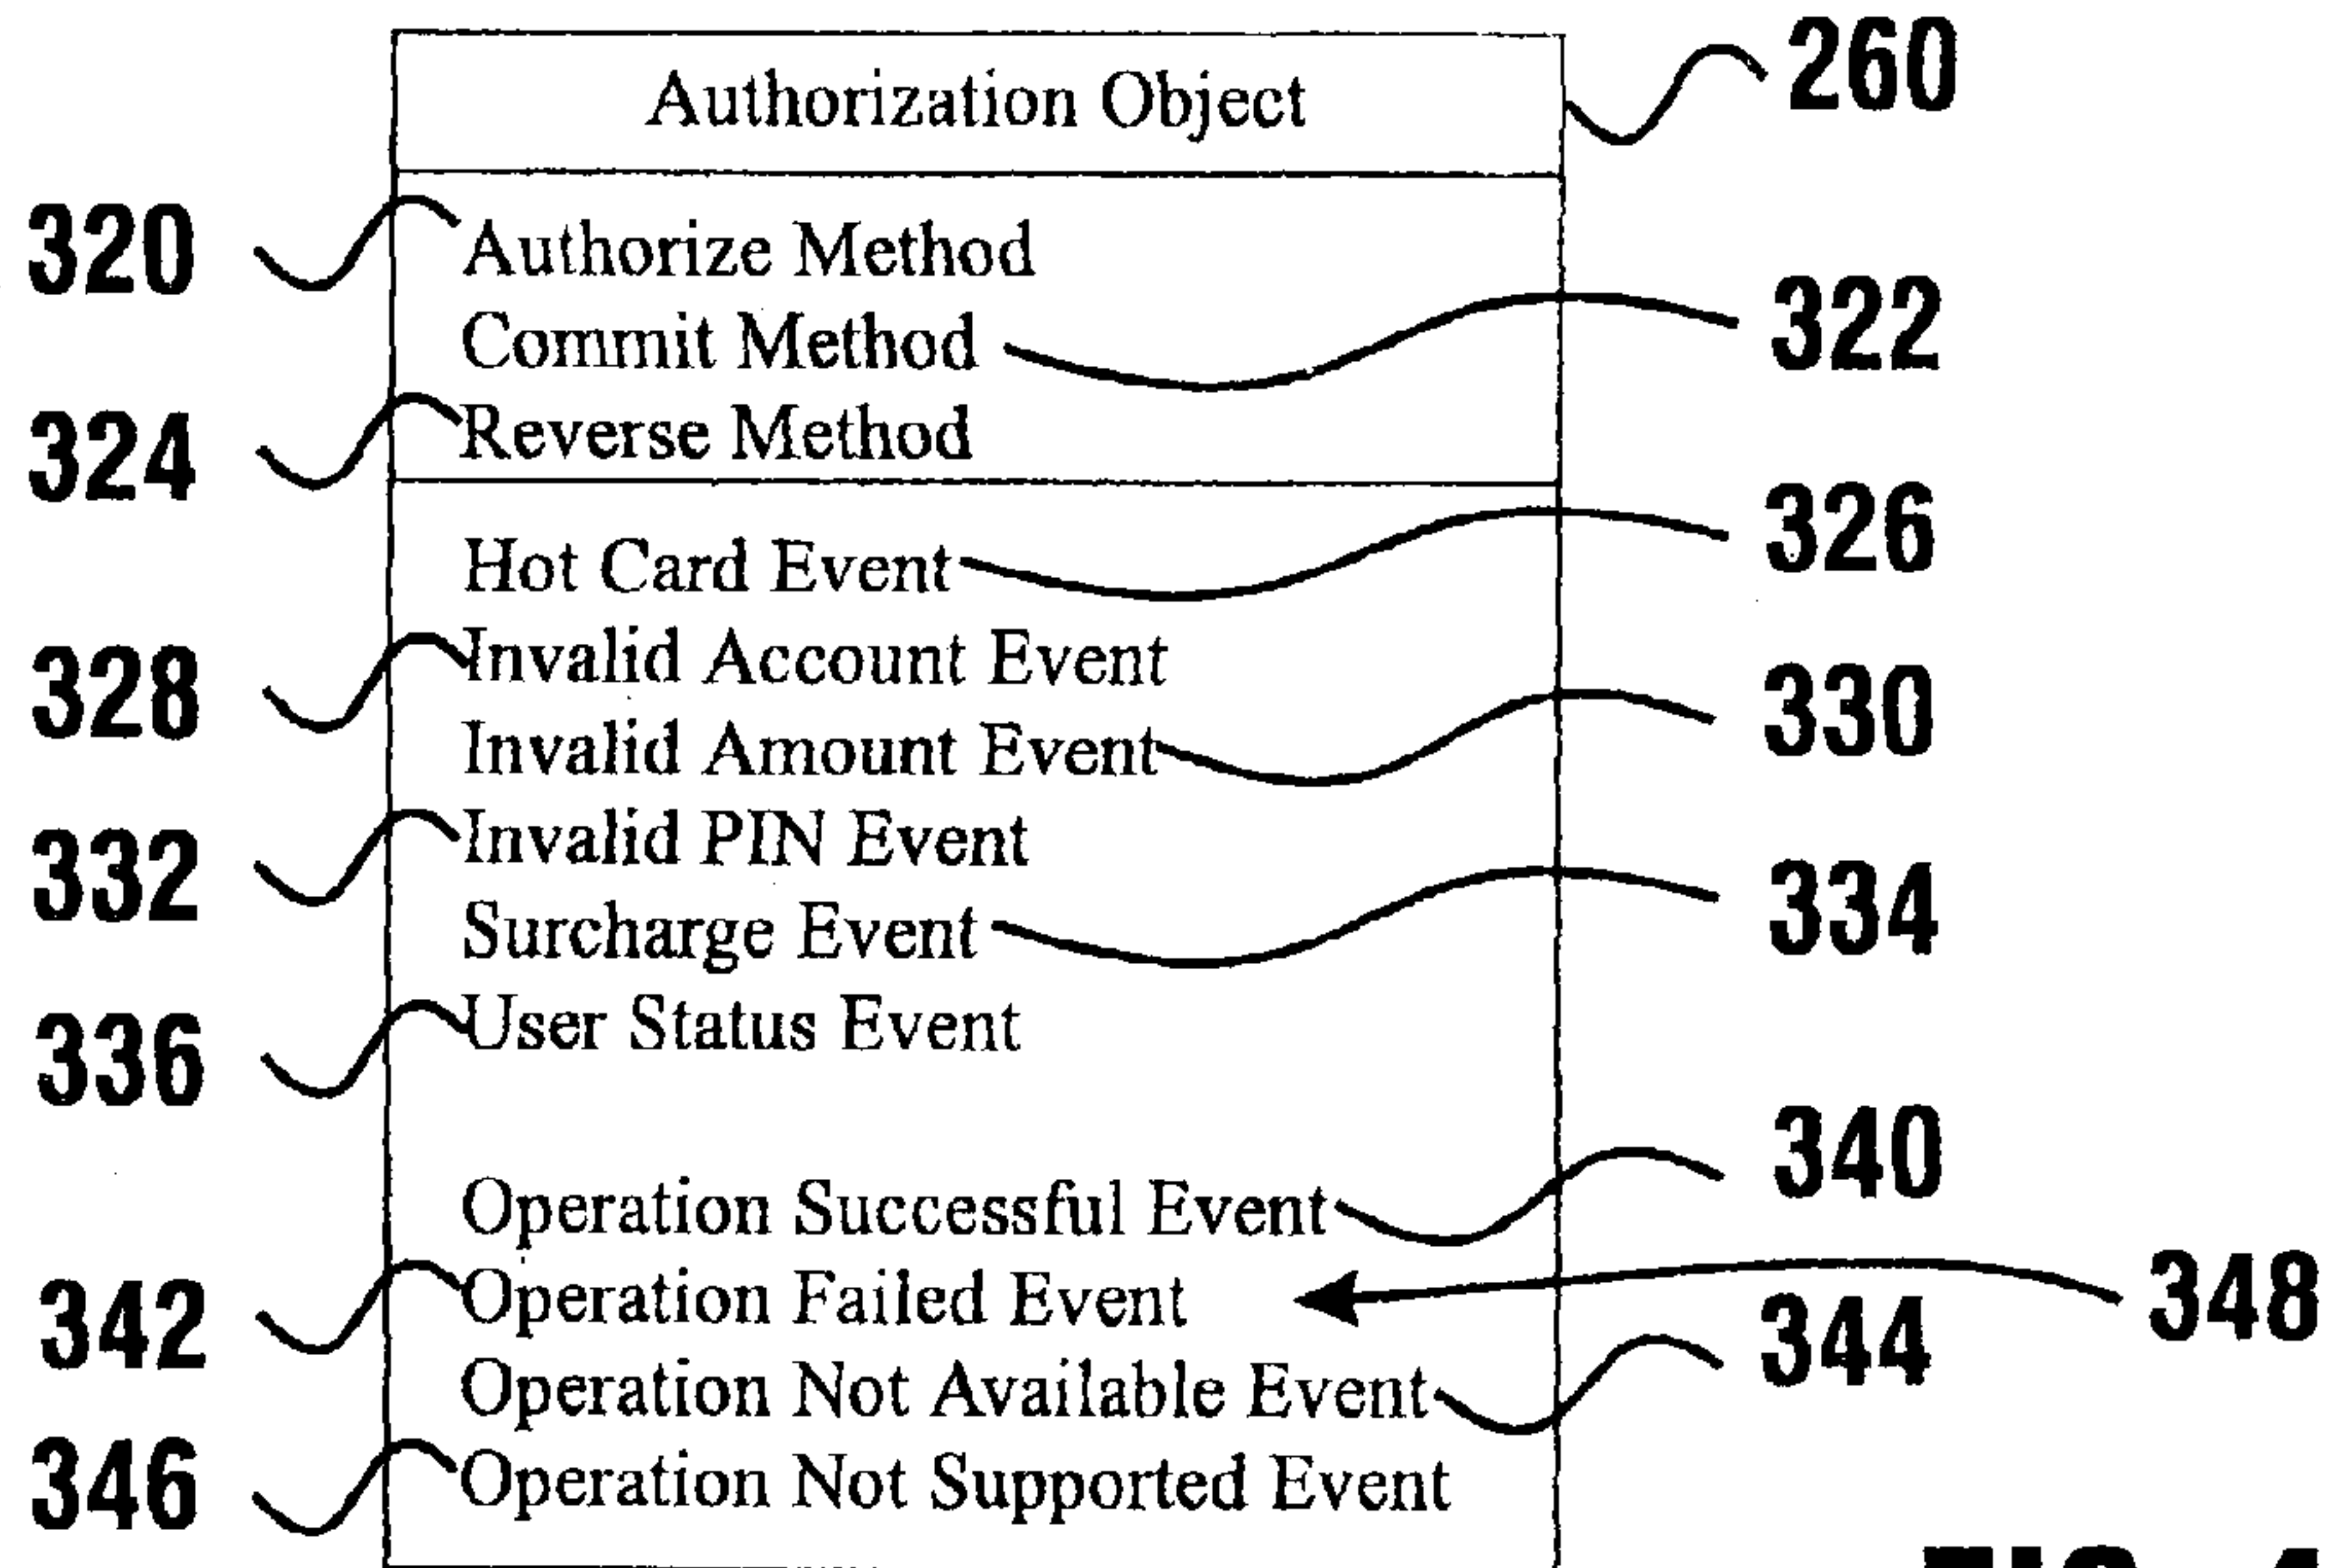 Authorization Object 260
320 Authorize Method
Commit Method 322
324 Reverse Method
Hot Card Event 326
328 Invalid Account Event
Invalid Amount Event 330
332 Invalid PIN Event
Surcharge Event 334
336 User Status Event
Operation Successful Event 340
342 Operation Failed Event 348
Operation Not Available Event 344
346 Operation Not Supported Event